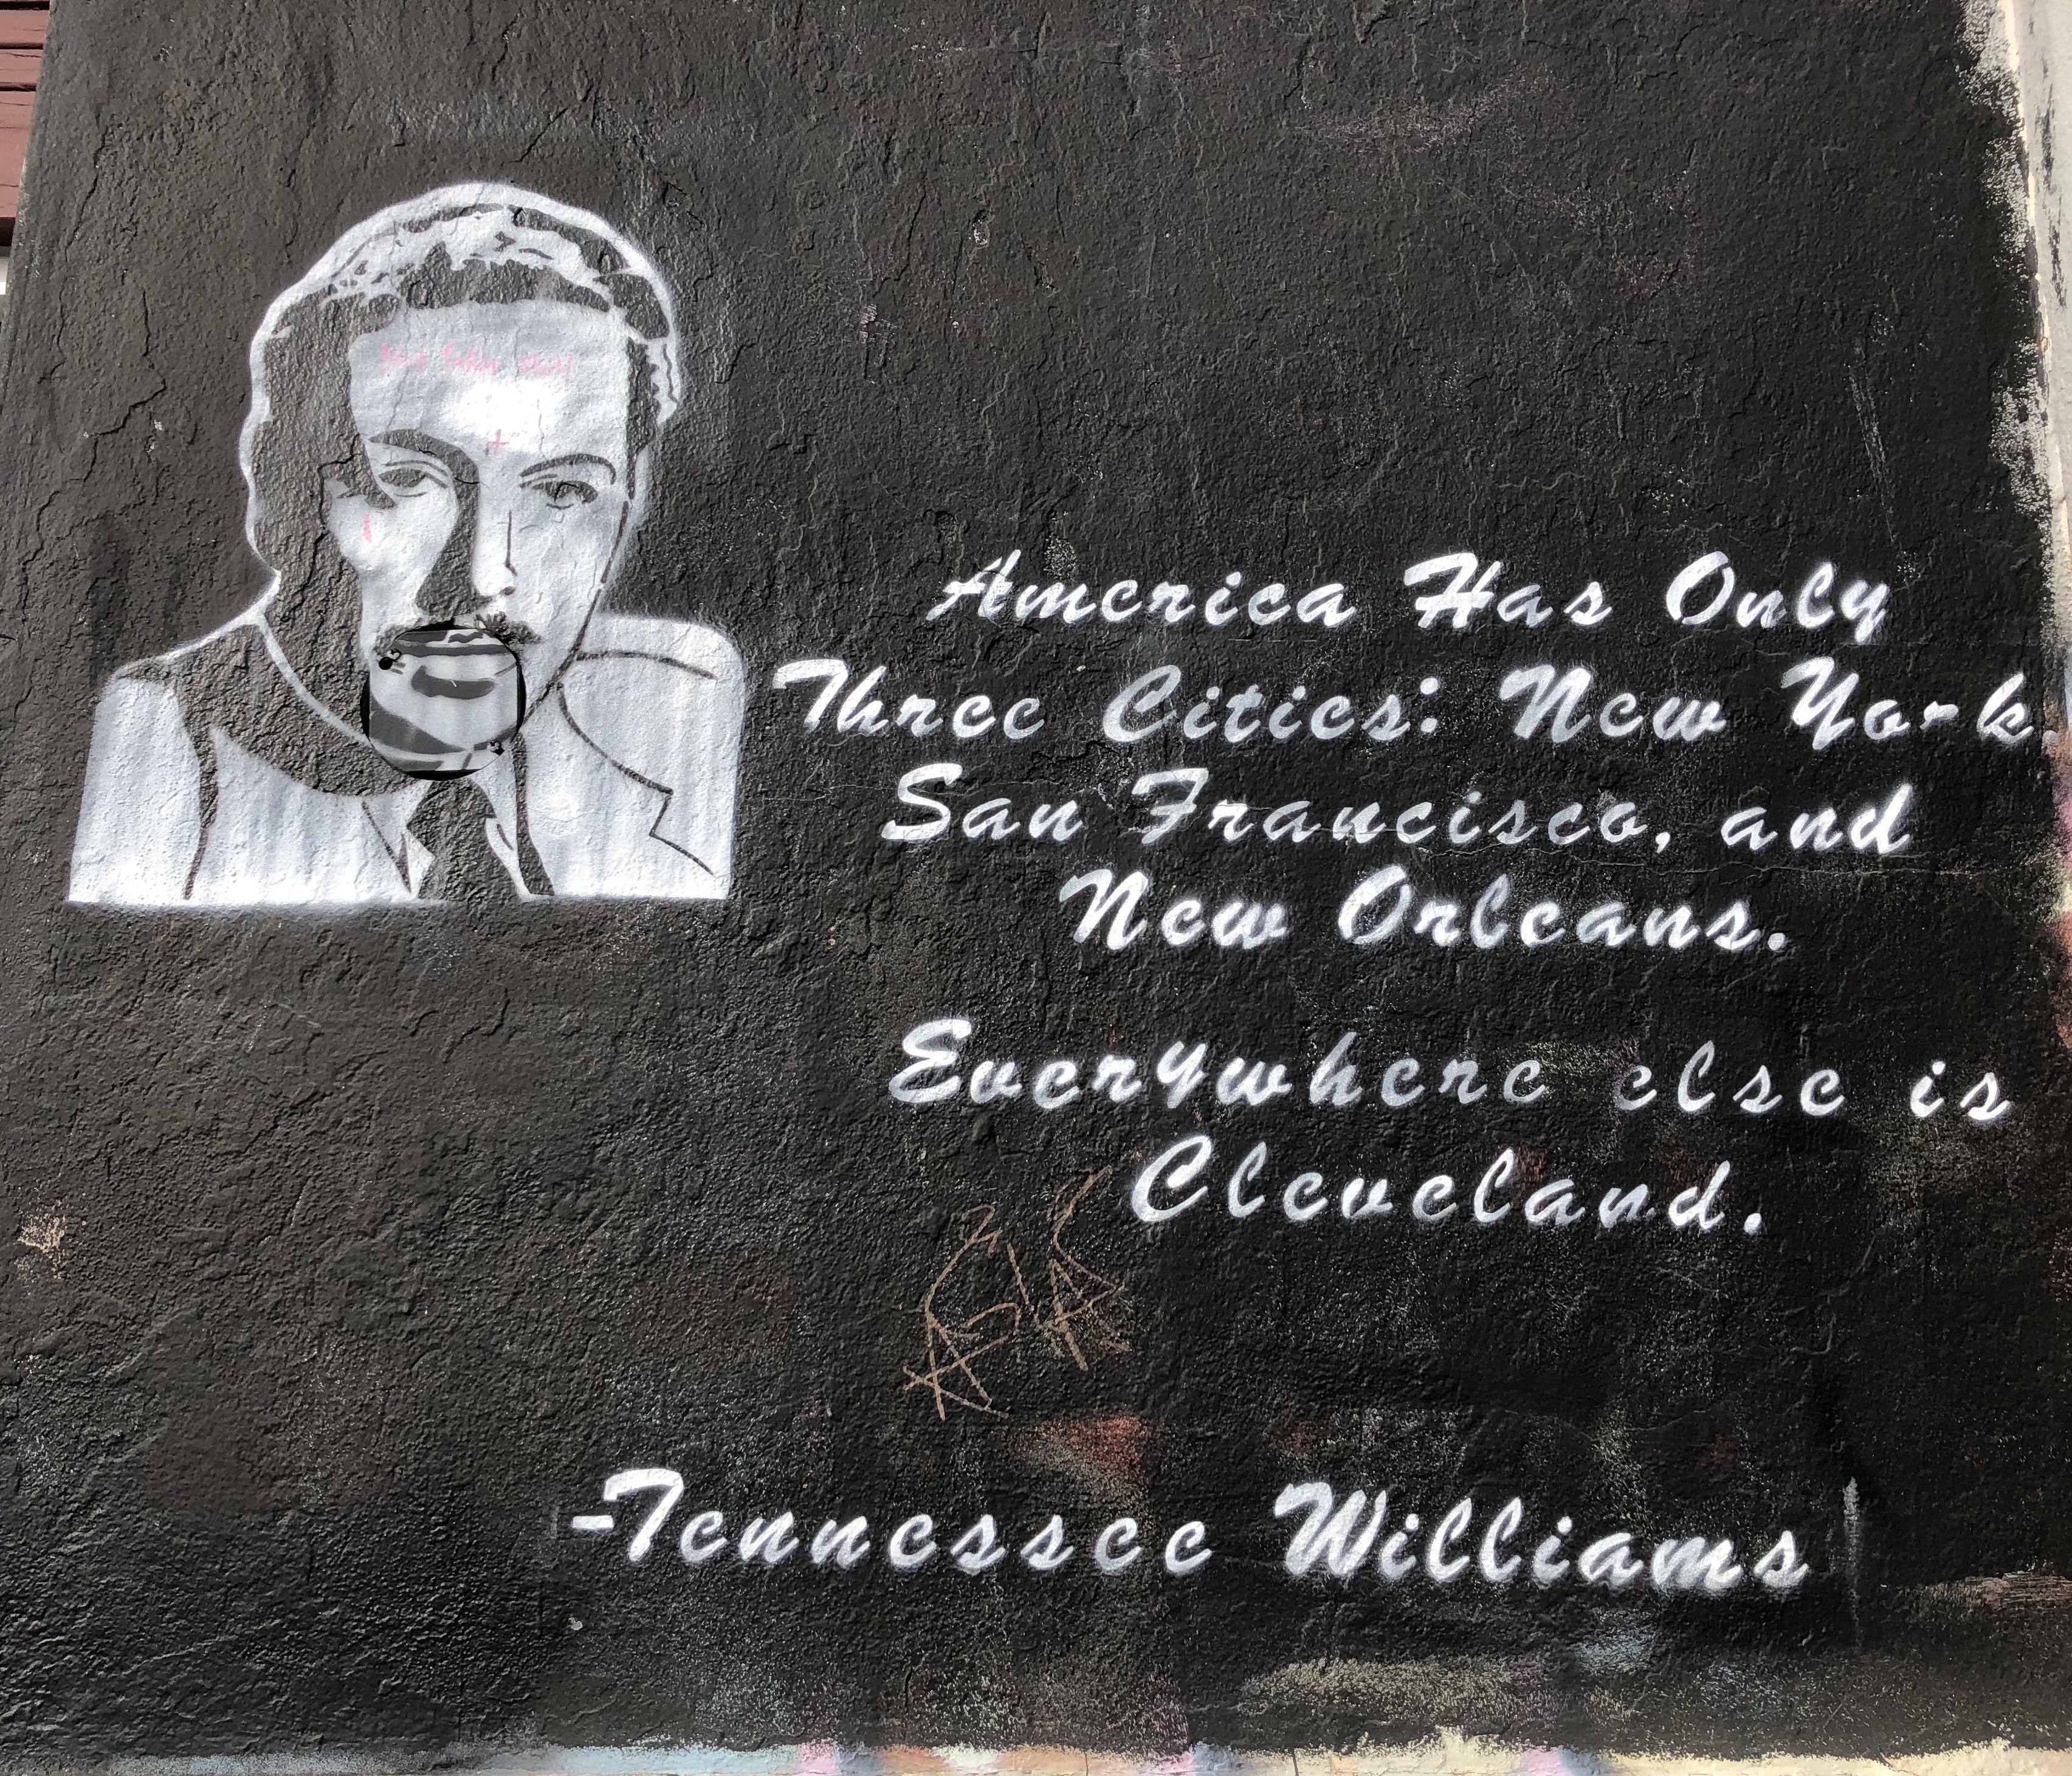 America Has Only
Three Cities: New York,
San Francisco, and
New Orleans.
Everywhere else is
Cleveland.
-Tennessee Williams